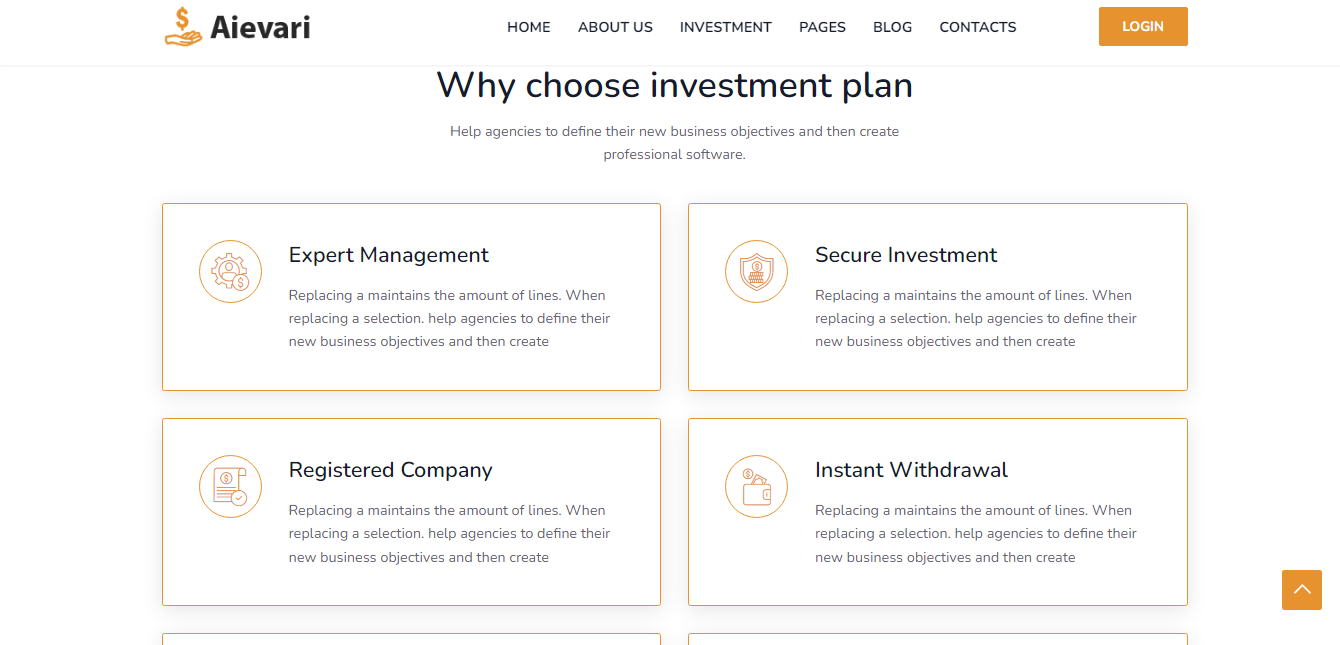 Aievari
HOME ABOUT US INVESTMENT PAGES BLOG CONTACTS
LOGIN
Why choose investment plan
Help agencies to define their new business objectives and then create
professional software.
Expert Management
Replacing a maintains the amount of lines. When
replacing a selection. help agencies to define their
new business objectives and then create
Secure Investment
Replacing a maintains the amount of lines. When
replacing a selection. help agencies to define their
new business objectives and then create
Registered Company
Replacing a maintains the amount of lines. When
replacing a selection. help agencies to define their
new business objectives and then create
Instant Withdrawal
Replacing a maintains the amount of lines. When
replacing a selection. help agencies to define their
new business objectives and then create